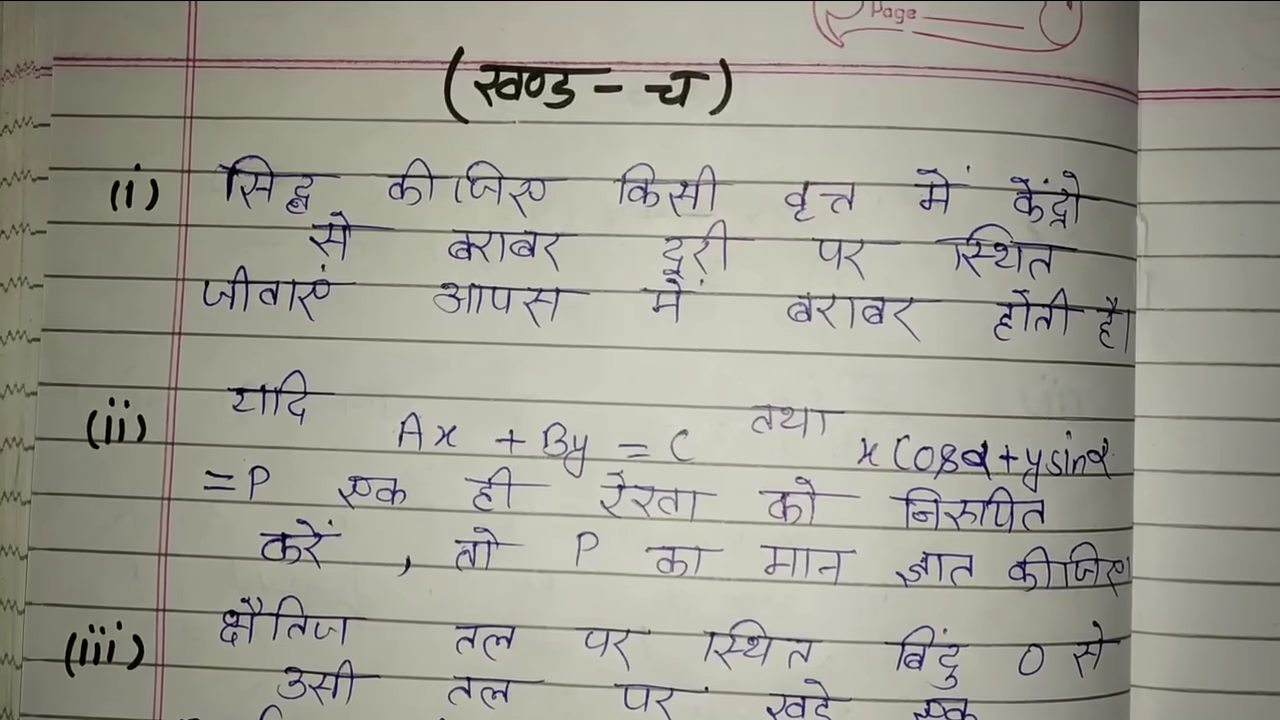 Page
(खण्ड - च)
(i) सिद्ध कीजिए किसी वृत्त में केंद्रो
से बराबर दूरी पर स्थित
जीवाएं आपस में बराबर होती है।
(ii) यादि Ax + By = C तथा x Cosα + y sinα
= P एक ही रेखा को निरुपित
करें , तो P का मान ज्ञात कीजिए
(iii) क्षैतिज तल पर स्थित बिंदु O से
उसी तल पर खडे एक